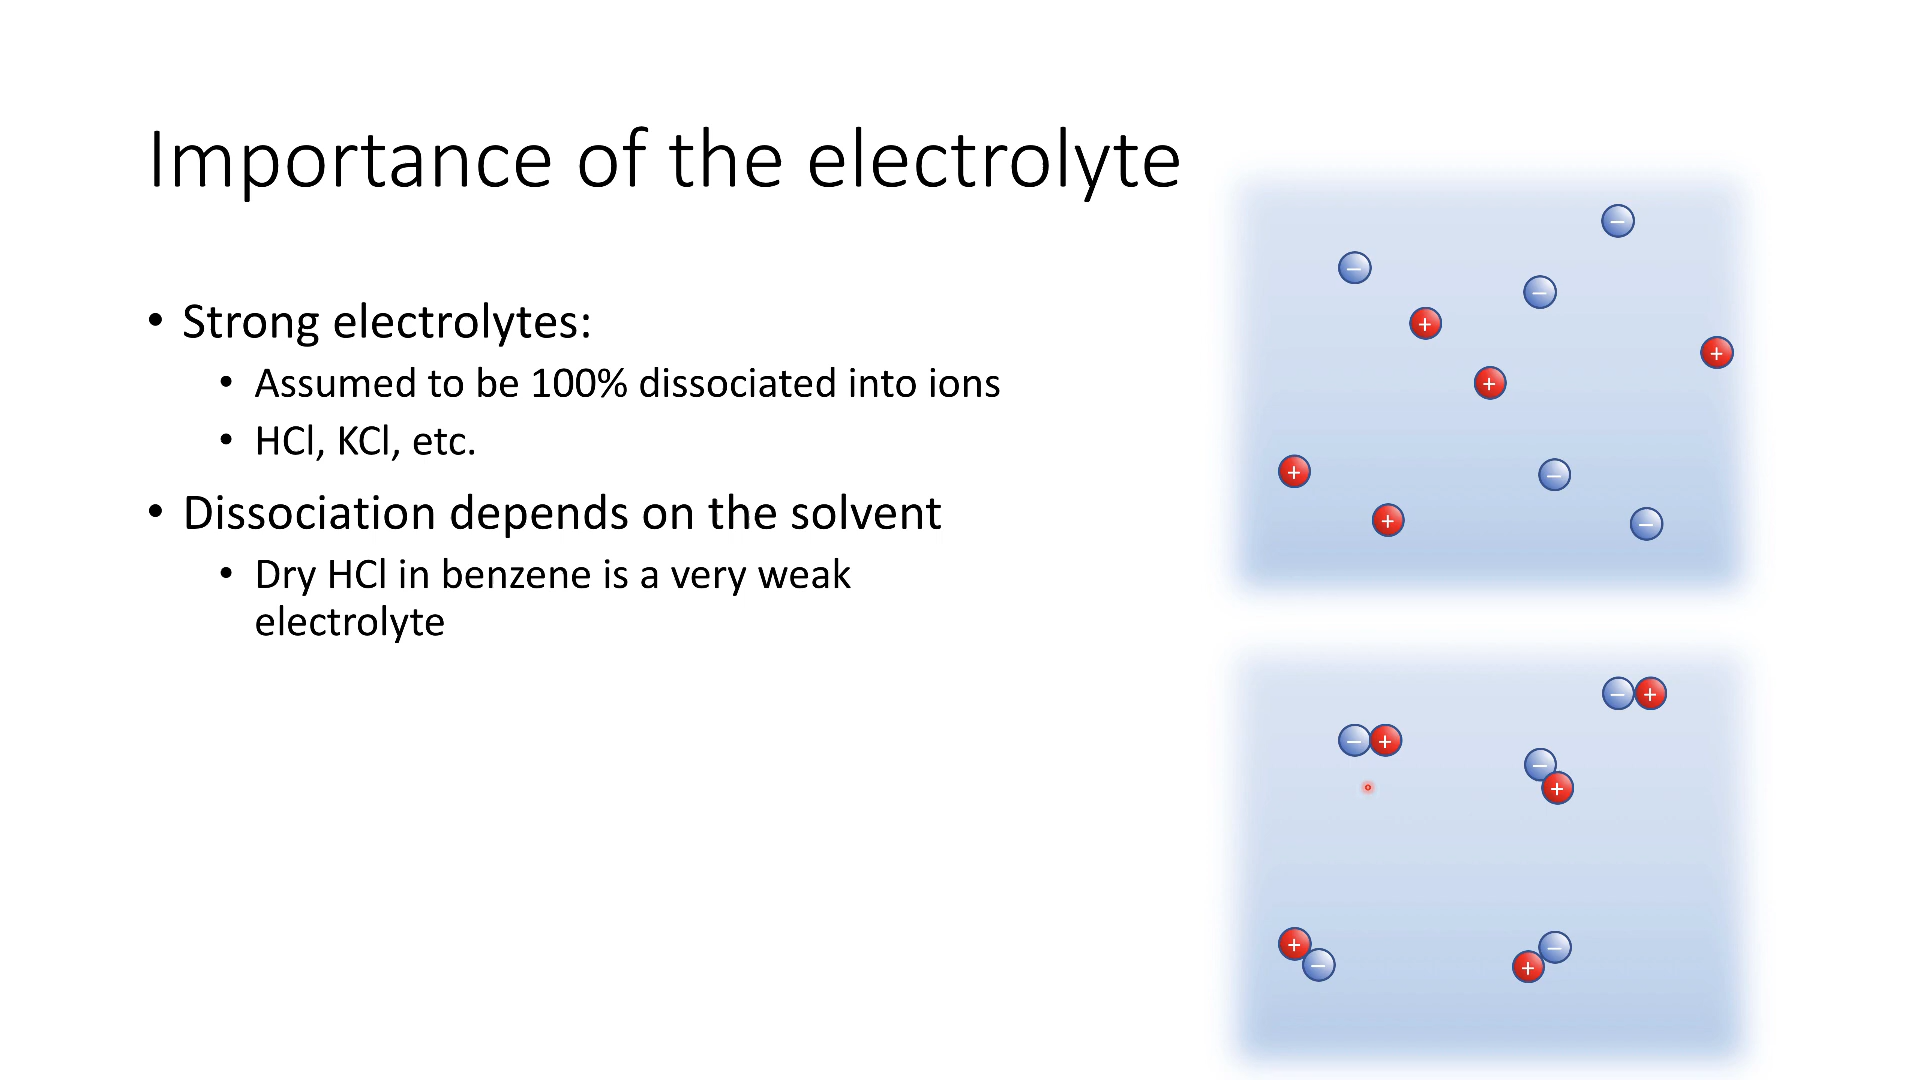 Importance of the electrolyte
• Strong electrolytes:
• Assumed to be 100% dissociated into ions
• HCl, KCl, etc.
• Dissociation depends on the solvent
• Dry HCl in benzene is a very weak
electrolyte
−
−
−
+
+
+
+
−
+
−
− +
− +
−
+
+
−
−
+